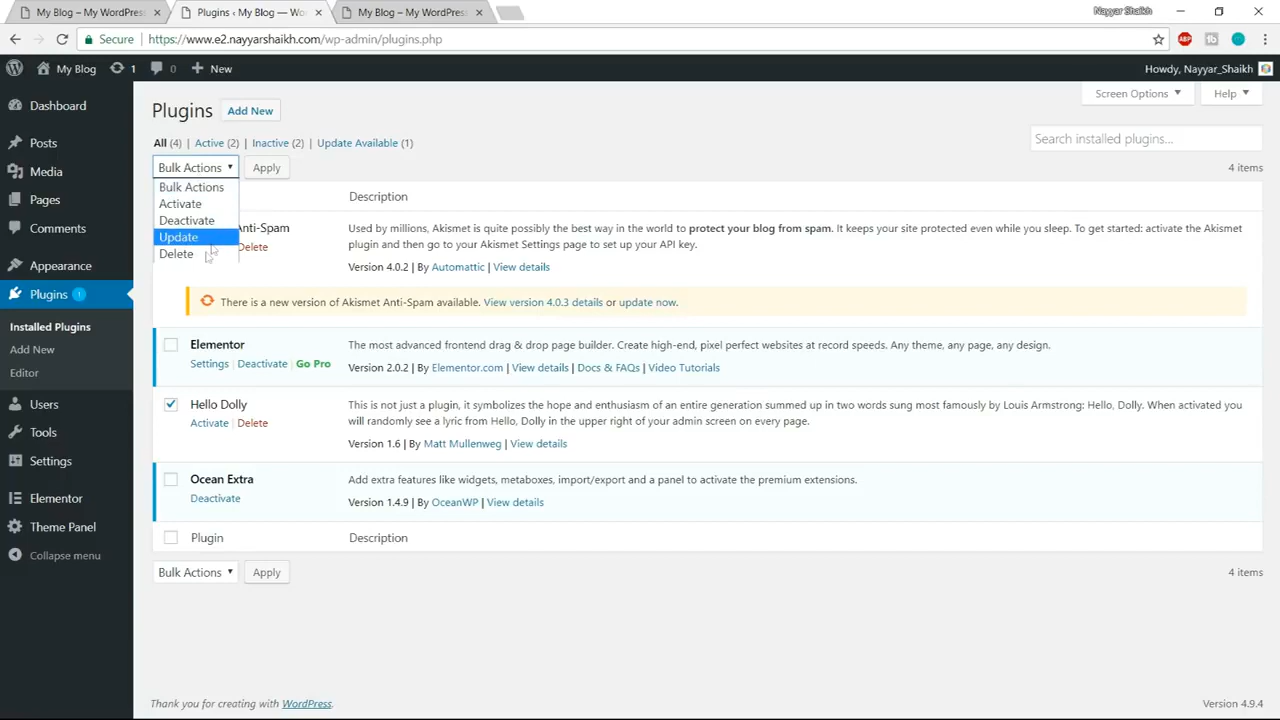 My Blog – My WordPress
Plugins ‹ My Blog — Wo
My Blog – My WordPress
Nayyar Shaikh
Secure
https://www.e2.nayyarshaikh.com/wp-admin/plugins.php
ABP
My Blog
1
0
New
Howdy, Nayyar_Shaikh
Dashboard
Posts
Media
Pages
Comments
Appearance
Plugins 1
Installed Plugins
Add New
Editor
Users
Tools
Settings
Elementor
Theme Panel
Collapse menu
Screen Options
Help
Plugins Add New
All (4) | Active (2) | Inactive (2) | Update Available (1)
Search installed plugins...
Bulk Actions
Apply
4 items
Bulk Actions
Activate
Deactivate
Update
Delete
Description
Anti-Spam
Delete
Used by millions, Akismet is quite possibly the best way in the world to protect your blog from spam. It keeps your site protected even while you sleep. To get started: activate the Akismet
plugin and then go to your Akismet Settings page to set up your API key.
Version 4.0.2 | By Automattic | View details
There is a new version of Akismet Anti-Spam available. View version 4.0.3 details or update now.
Elementor
Settings | Deactivate | Go Pro
The most advanced frontend drag & drop page builder. Create high-end, pixel perfect websites at record speeds. Any theme, any page, any design.
Version 2.0.2 | By Elementor.com | View details | Docs & FAQs | Video Tutorials
Hello Dolly
Activate | Delete
This is not just a plugin, it symbolizes the hope and enthusiasm of an entire generation summed up in two words sung most famously by Louis Armstrong: Hello, Dolly. When activated you
will randomly see a lyric from Hello, Dolly in the upper right of your admin screen on every page.
Version 1.6 | By Matt Mullenweg | View details
Ocean Extra
Deactivate
Add extra features like widgets, metaboxes, import/export and a panel to activate the premium extensions.
Version 1.4.9 | By OceanWP | View details
Plugin
Description
Bulk Actions
Apply
4 items
Thank you for creating with WordPress.
Version 4.9.4